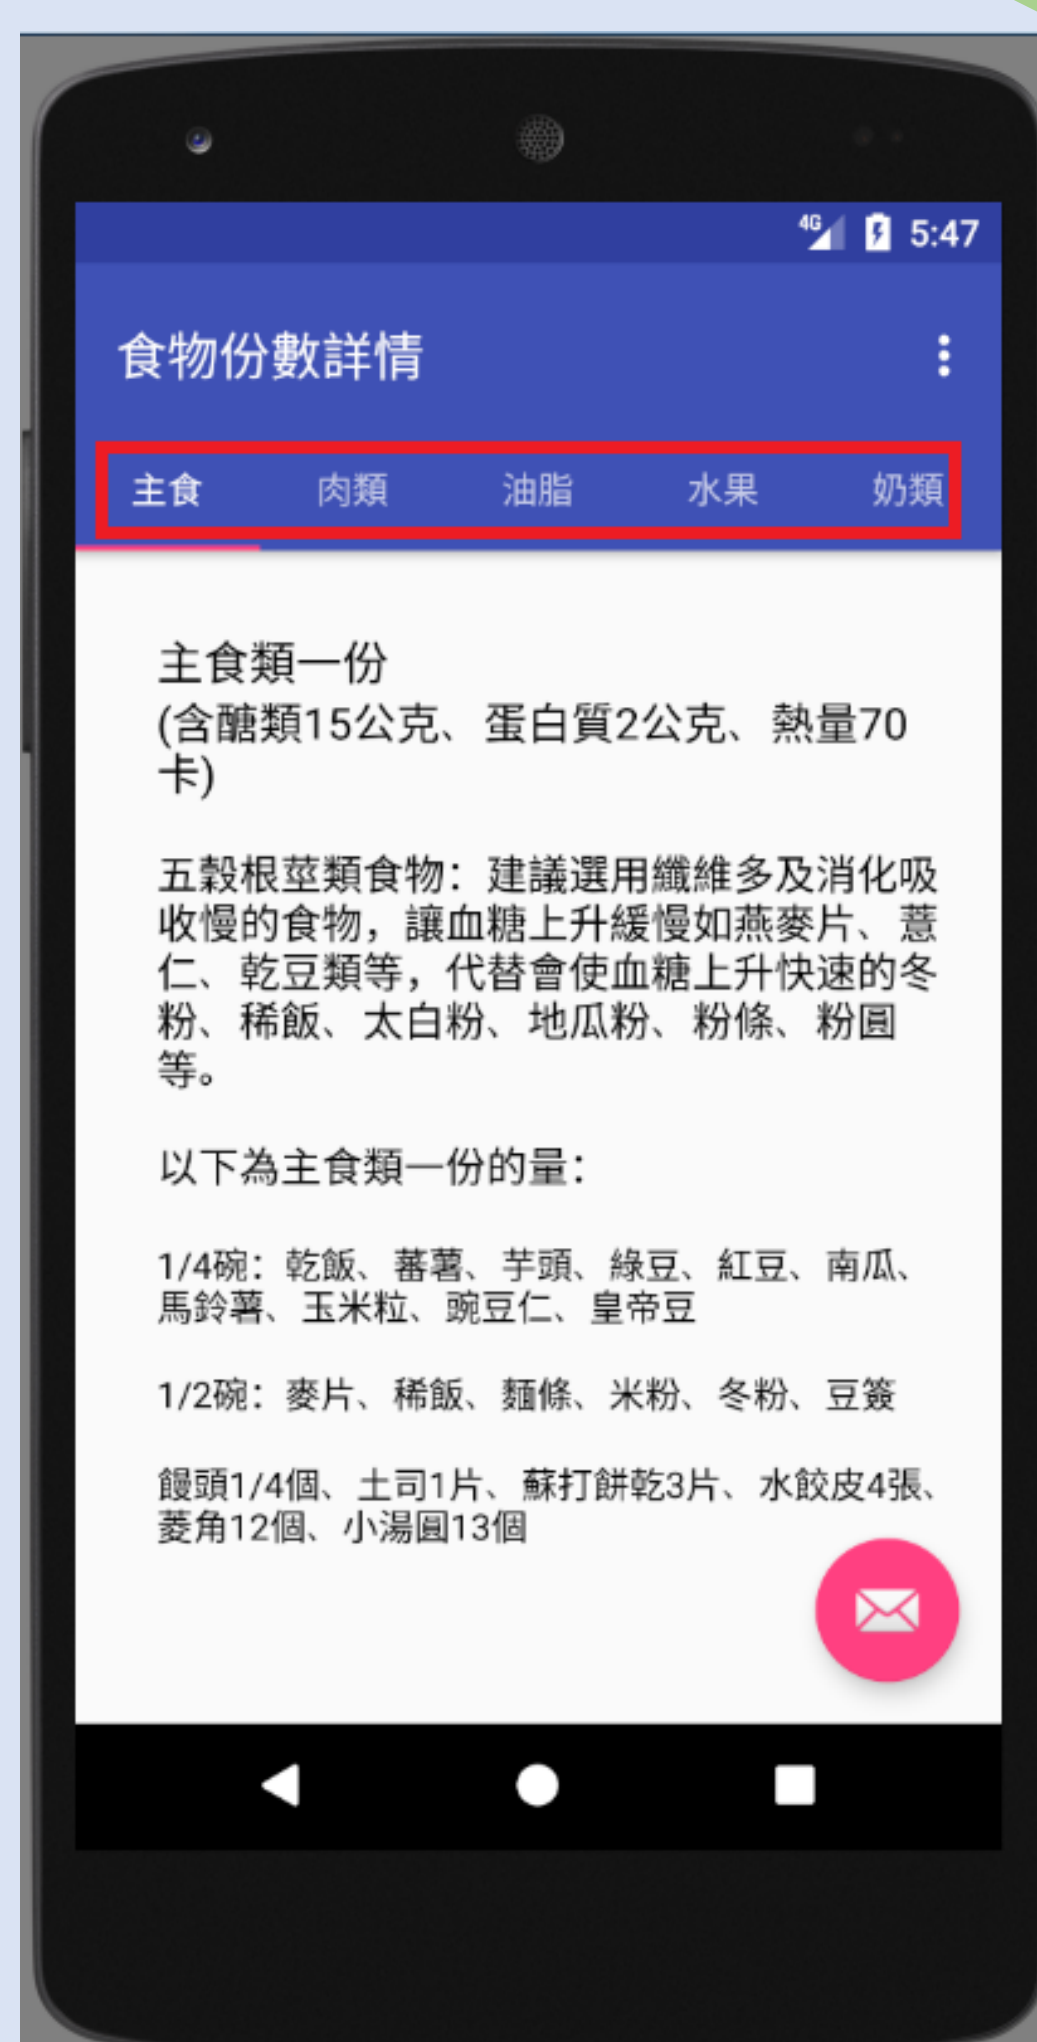 4G 5:47
食物份數詳情
主食 肉類 油脂 水果 奶類
主食類一份
(含醣類15公克、蛋白質2公克、熱量70
卡)
五穀根莖類食物：建議選用纖維多及消化吸
收慢的食物，讓血糖上升緩慢如燕麥片、薏
仁、乾豆類等，代替會使血糖上升快速的冬
粉、稀飯、太白粉、地瓜粉、粉條、粉圓
等。
以下為主食類一份的量：
1/4碗：乾飯、蕃薯、芋頭、綠豆、紅豆、南瓜、
馬鈴薯、玉米粒、豌豆仁、皇帝豆
1/2碗：麥片、稀飯、麵條、米粉、冬粉、豆簽
饅頭1/4個、土司1片、蘇打餅乾3片、水餃皮4張、
菱角12個、小湯圓13個